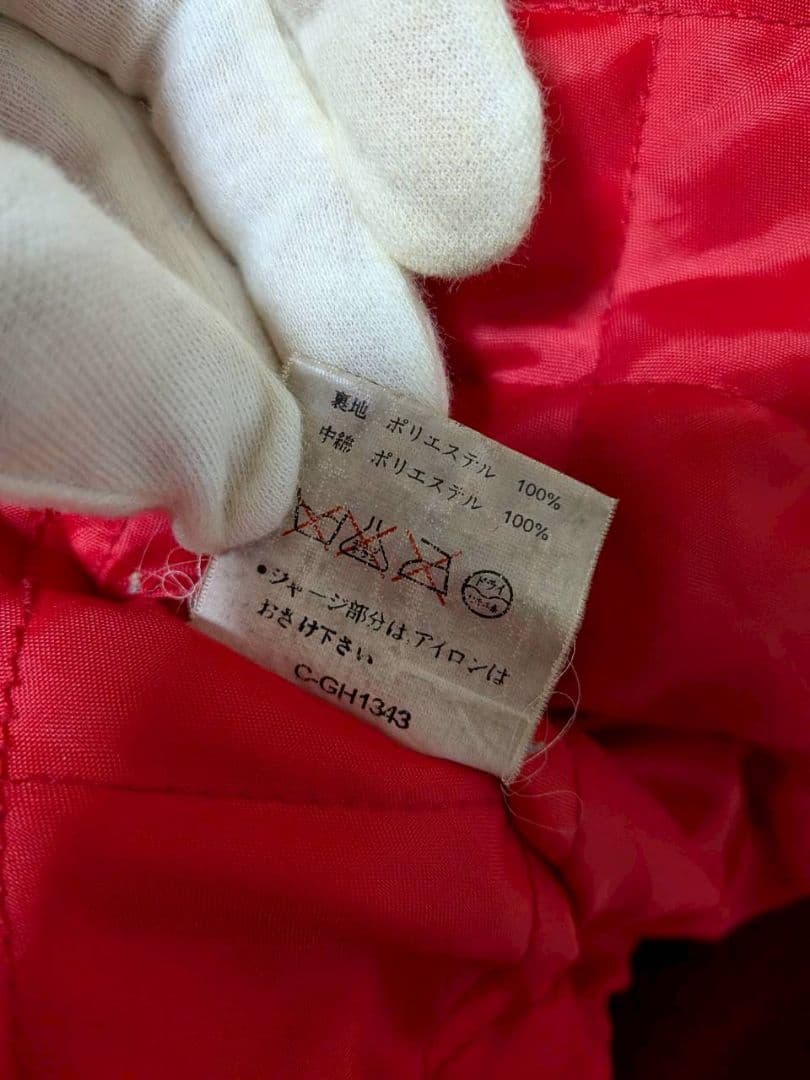 裏地 ポリエステル 100%
中綿 ポリエステル 100%
ドライ
•ジャージ部分は、アイロンは
おさけ下さい
C-GH1343